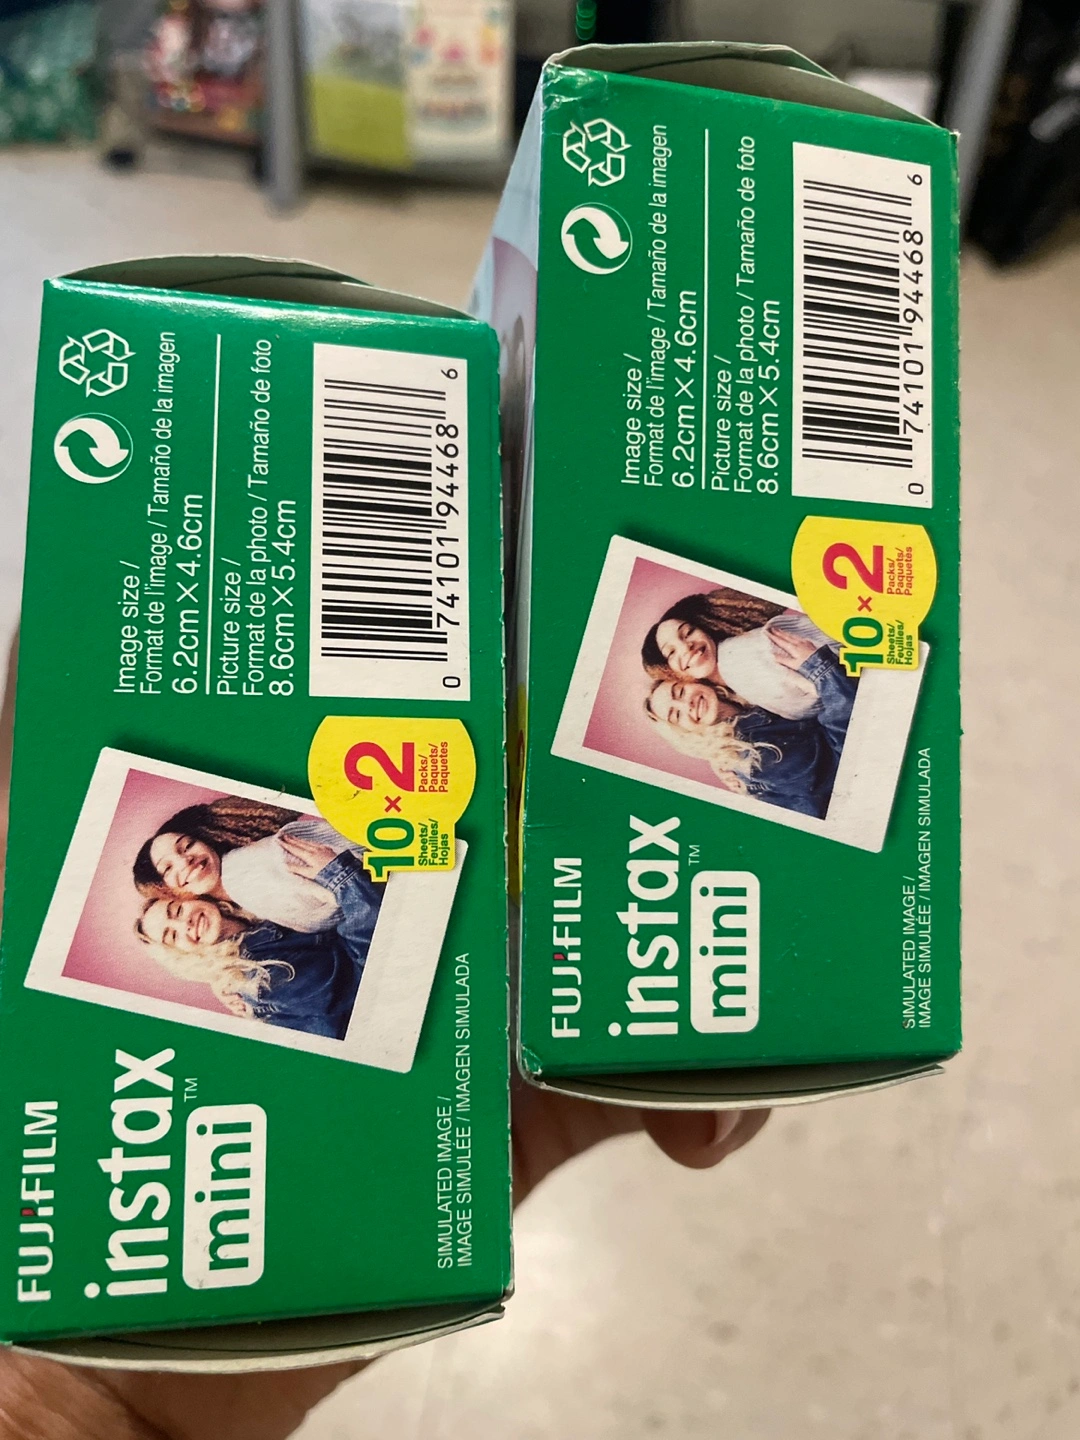 FUJIFILM
instax
mini™
SIMULATED IMAGE /
IMAGE SIMULÉE / IMAGEN SIMULADA
10 × 2
Sheets/ Packs/
Feuilles/ Paquets/
Hojas Paquetes
Image size /
Format de l'image / Tamaño de la imagen
6.2cm × 4.6cm
Picture size /
Format de la photo / Tamaño de foto
8.6cm × 5.4cm
0 74101 94468 6
FUJIFILM
instax
mini™
SIMULATED IMAGE /
IMAGE SIMULÉE / IMAGEN SIMULADA
10 × 2
Sheets/ Packs/
Feuilles/ Paquets/
Hojas Paquetes
Image size /
Format de l'image / Tamaño de la imagen
6.2cm × 4.6cm
Picture size /
Format de la photo / Tamaño de foto
8.6cm × 5.4cm
0 74101 94468 6